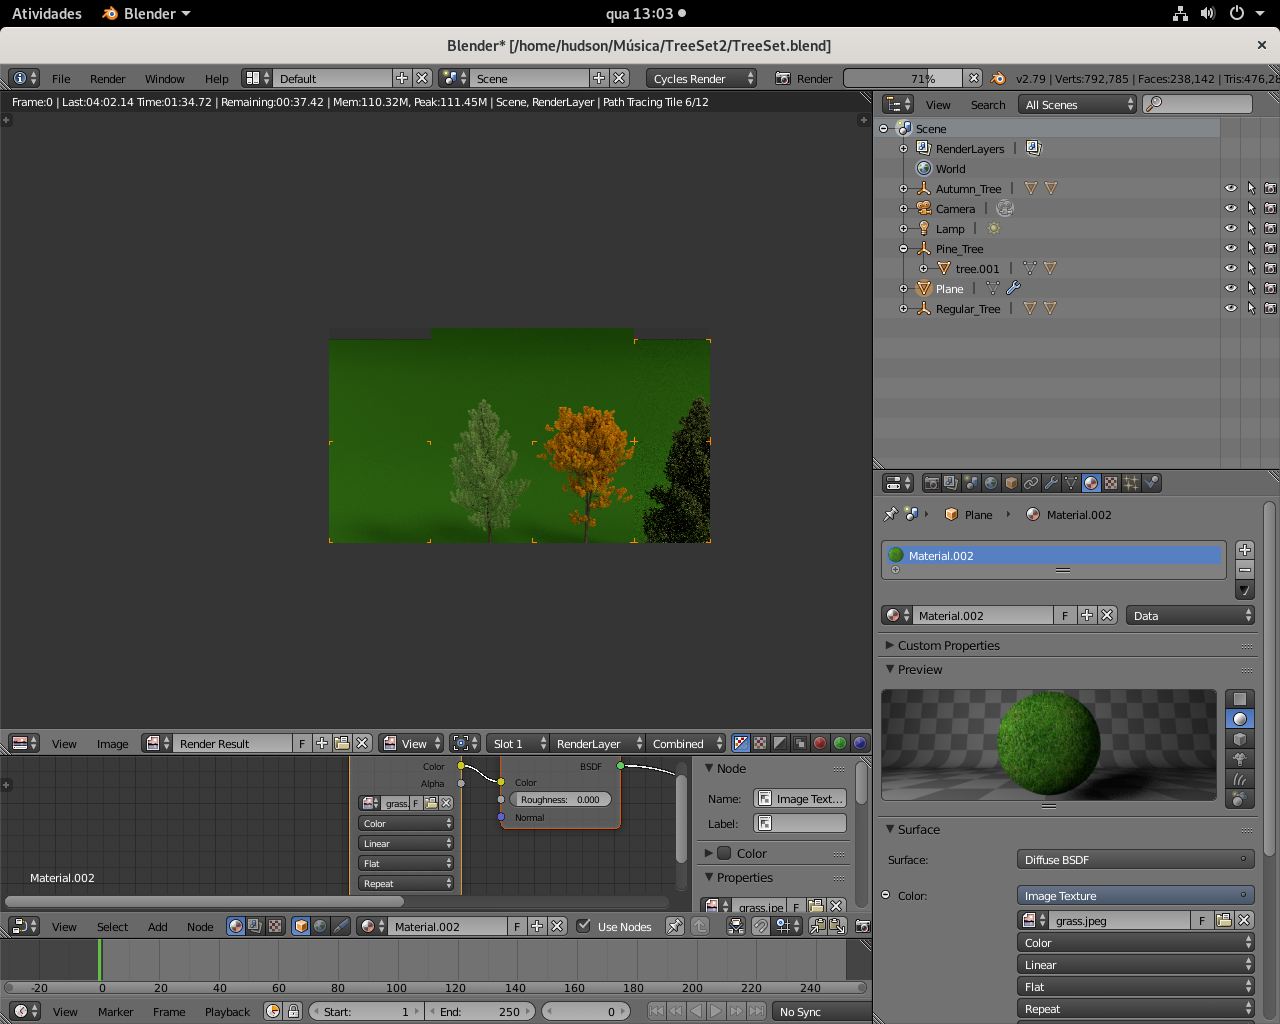 Atividades Blender qua 13:03
Blender* [/home/hudson/Música/TreeSet2/TreeSet.blend]
File Render Window Help Default Scene Cycles Render Render 71% v2.79 | Verts:792,785 | Faces:238,142 | Tris:476,2
Frame:0 | Last:04:02.14 Time:01:34.72 | Remaining:00:37.42 | Mem:110.32M, Peak:111.45M | Scene, RenderLayer | Path Tracing Tile 6/12
View Search All Scenes
Scene
RenderLayers
World
Autumn_Tree
Camera
Lamp
Pine_Tree
tree.001
Plane
Regular_Tree
Plane Material.002
Material.002
Material.002 F Data
Custom Properties
Preview
Surface
Surface: Diffuse BSDF
Color: Image Texture
grass.jpeg F
Color
Linear
Flat
Repeat
View Image Render Result F View Slot 1 RenderLayer Combined
Color
Alpha
grass. F
Color
Linear
Flat
Repeat
BSDF
Color
Roughness: 0.000
Normal
Material.002
Node
Name: Image Text...
Label:
Color
Properties
grass.jpe F
View Select Add Node Material.002 F Use Nodes
-20 0 20 40 60 80 100 120 140 160 180 200 220 240
View Marker Frame Playback Start: 1 End: 250 0 No Sync